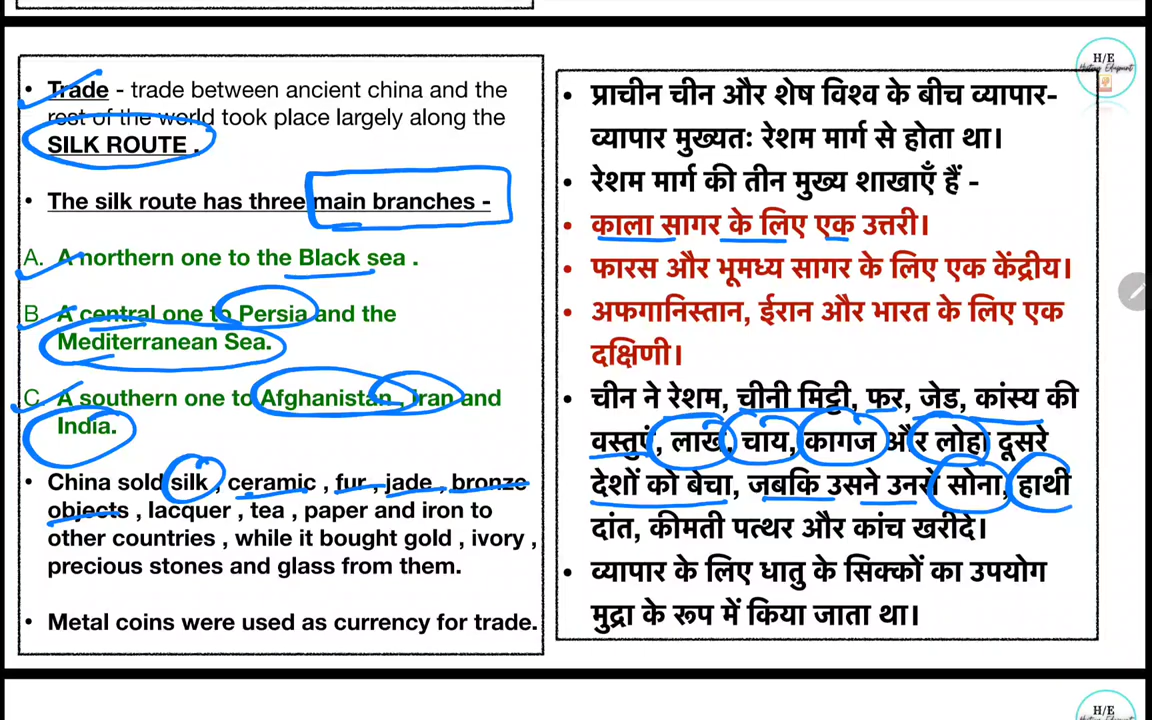 • Trade - trade between ancient china and the
rest of the world took place largely along the
SILK ROUTE .
• The silk route has three main branches -
A. A northern one to the Black sea .
B. A central one to Persia and the
Mediterranean Sea.
C. A southern one to Afghanistan , Iran and
India.
• China sold silk , ceramic , fur , jade , bronze
objects , lacquer , tea , paper and iron to
other countries , while it bought gold , ivory ,
precious stones and glass from them.
• Metal coins were used as currency for trade.
H/E
• प्राचीन चीन और शेष विश्व के बीच व्यापार-
व्यापार मुख्यतः रेशम मार्ग से होता था।
• रेशम मार्ग की तीन मुख्य शाखाएँ हैं -
• काला सागर के लिए एक उत्तरी।
• फारस और भूमध्य सागर के लिए एक केंद्रीय।
• अफगानिस्तान, ईरान और भारत के लिए एक
दक्षिणी।
• चीन ने रेशम, चीनी मिट्टी, फर, जेड, कांस्य की
वस्तुएं, लाख, चाय, कागज और लोहा दूसरे
देशों को बेचा, जबकि उसने उनसे सोना, हाथी
दांत, कीमती पत्थर और कांच खरीदे।
• व्यापार के लिए धातु के सिक्कों का उपयोग
मुद्रा के रूप में किया जाता था।
H/E